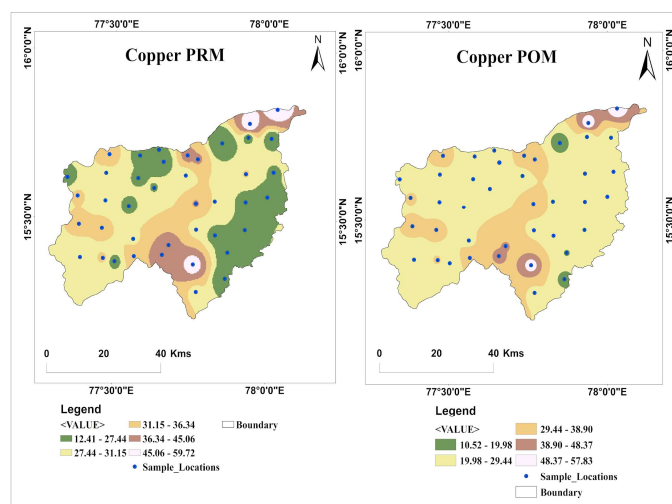 77°30'0"E 78°0'0"E
16°0'0"N
Copper PRM
N
15°30'0"N
0 20 40 Kms
77°30'0"E 78°0'0"E
Legend
<VALUE>
12.41 - 27.44
27.44 - 31.15
31.15 - 36.34
36.34 - 45.06
45.06 - 59.72
Sample_Locations
Boundary
77°30'0"E 78°0'0"E
16°0'0"N 16°0'0"N
Copper POM
N
15°30'0"N 15°30'0"N
0 20 40 Kms
77°30'0"E 78°0'0"E
Legend
<VALUE>
10.52 - 19.98
19.98 - 29.44
29.44 - 38.90
38.90 - 48.37
48.37 - 57.83
Sample_Locations
Boundary